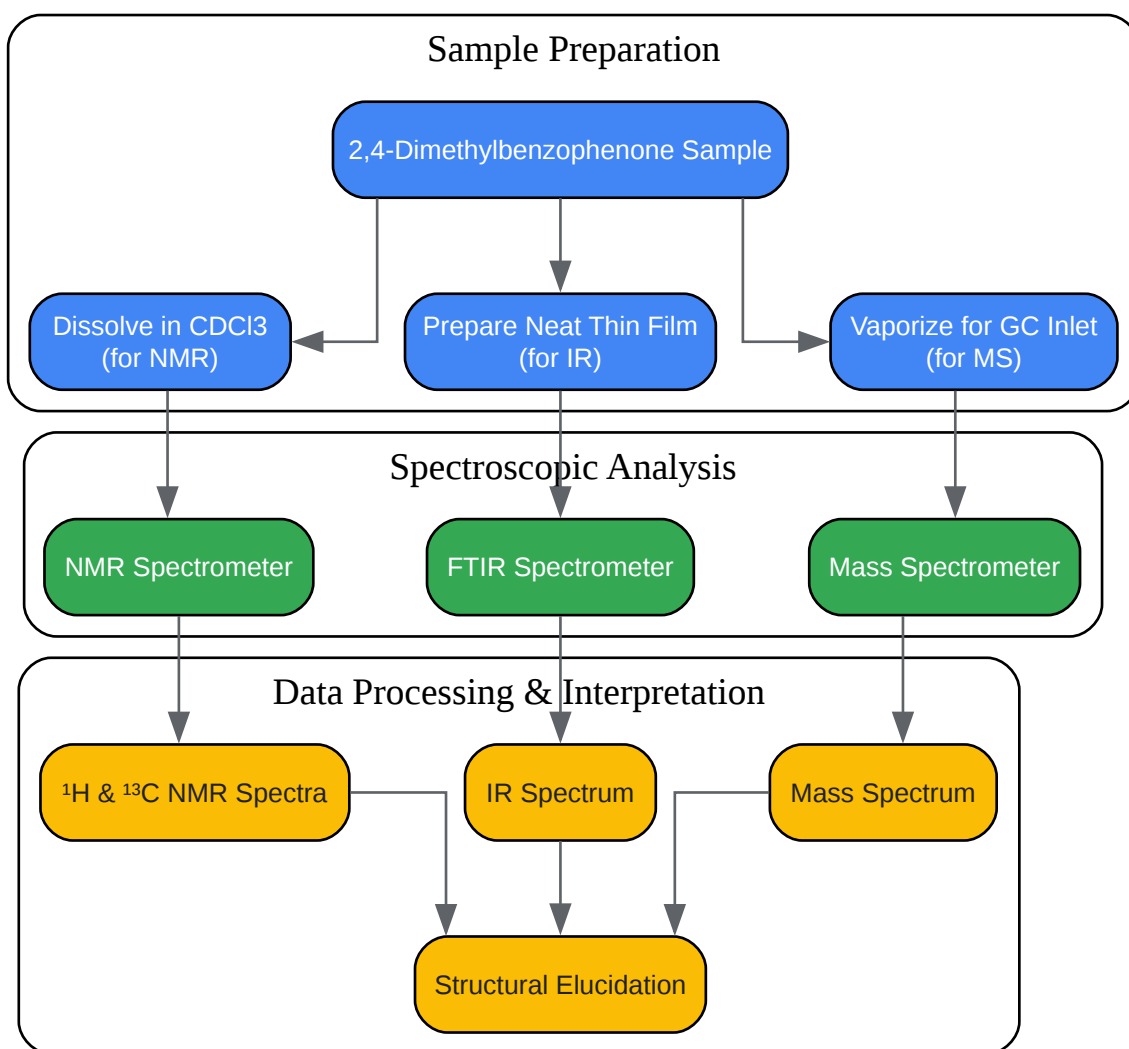 Sample Preparation
2,4-Dimethylbenzophenone Sample
Dissolve in CDCl3
(for NMR)
Prepare Neat Thin Film
(for IR)
Vaporize for GC Inlet
(for MS)
Spectroscopic Analysis
NMR Spectrometer
FTIR Spectrometer
Mass Spectrometer
Data Processing & Interpretation
¹H & ¹³C NMR Spectra
IR Spectrum
Mass Spectrum
Structural Elucidation